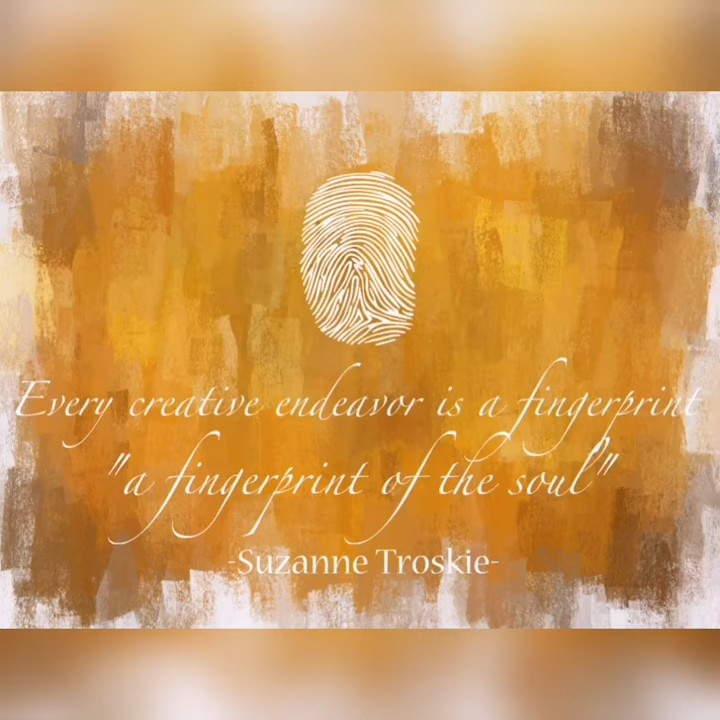 Every creative endeavor is a fingerprint
"a fingerprint of the soul"
-Suzanne Troskie-